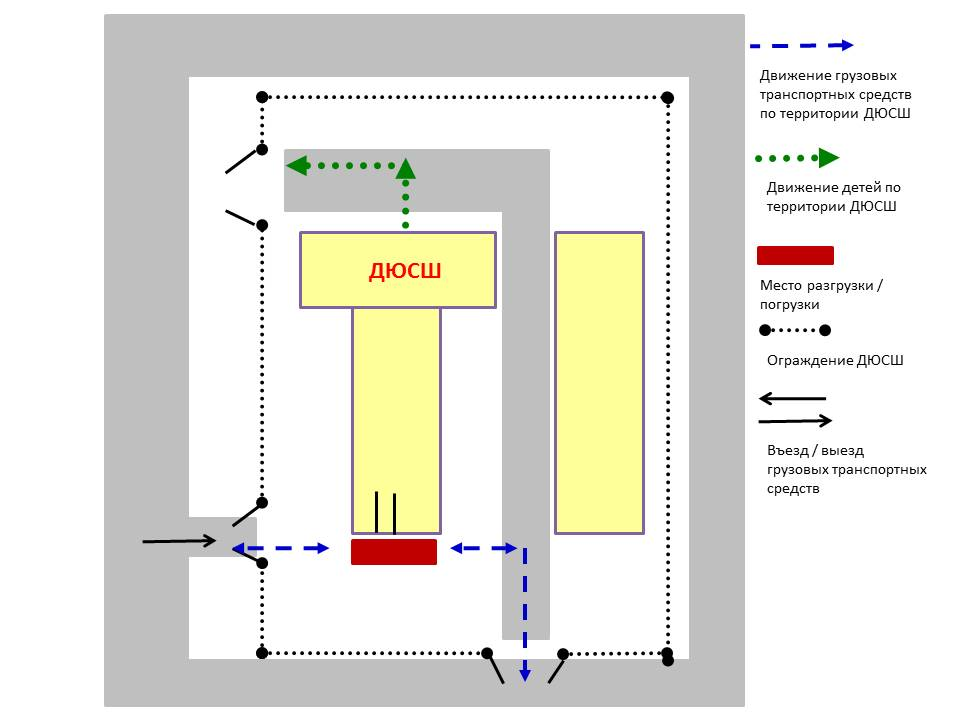 Движение грузовых
транспортных средств
по территории ДЮСШ
Движение детей по
территории ДЮСШ
ДЮСШ
Место разгрузки /
погрузки
Ограждение ДЮСШ
Въезд / выезд
грузовых транспортных
средств